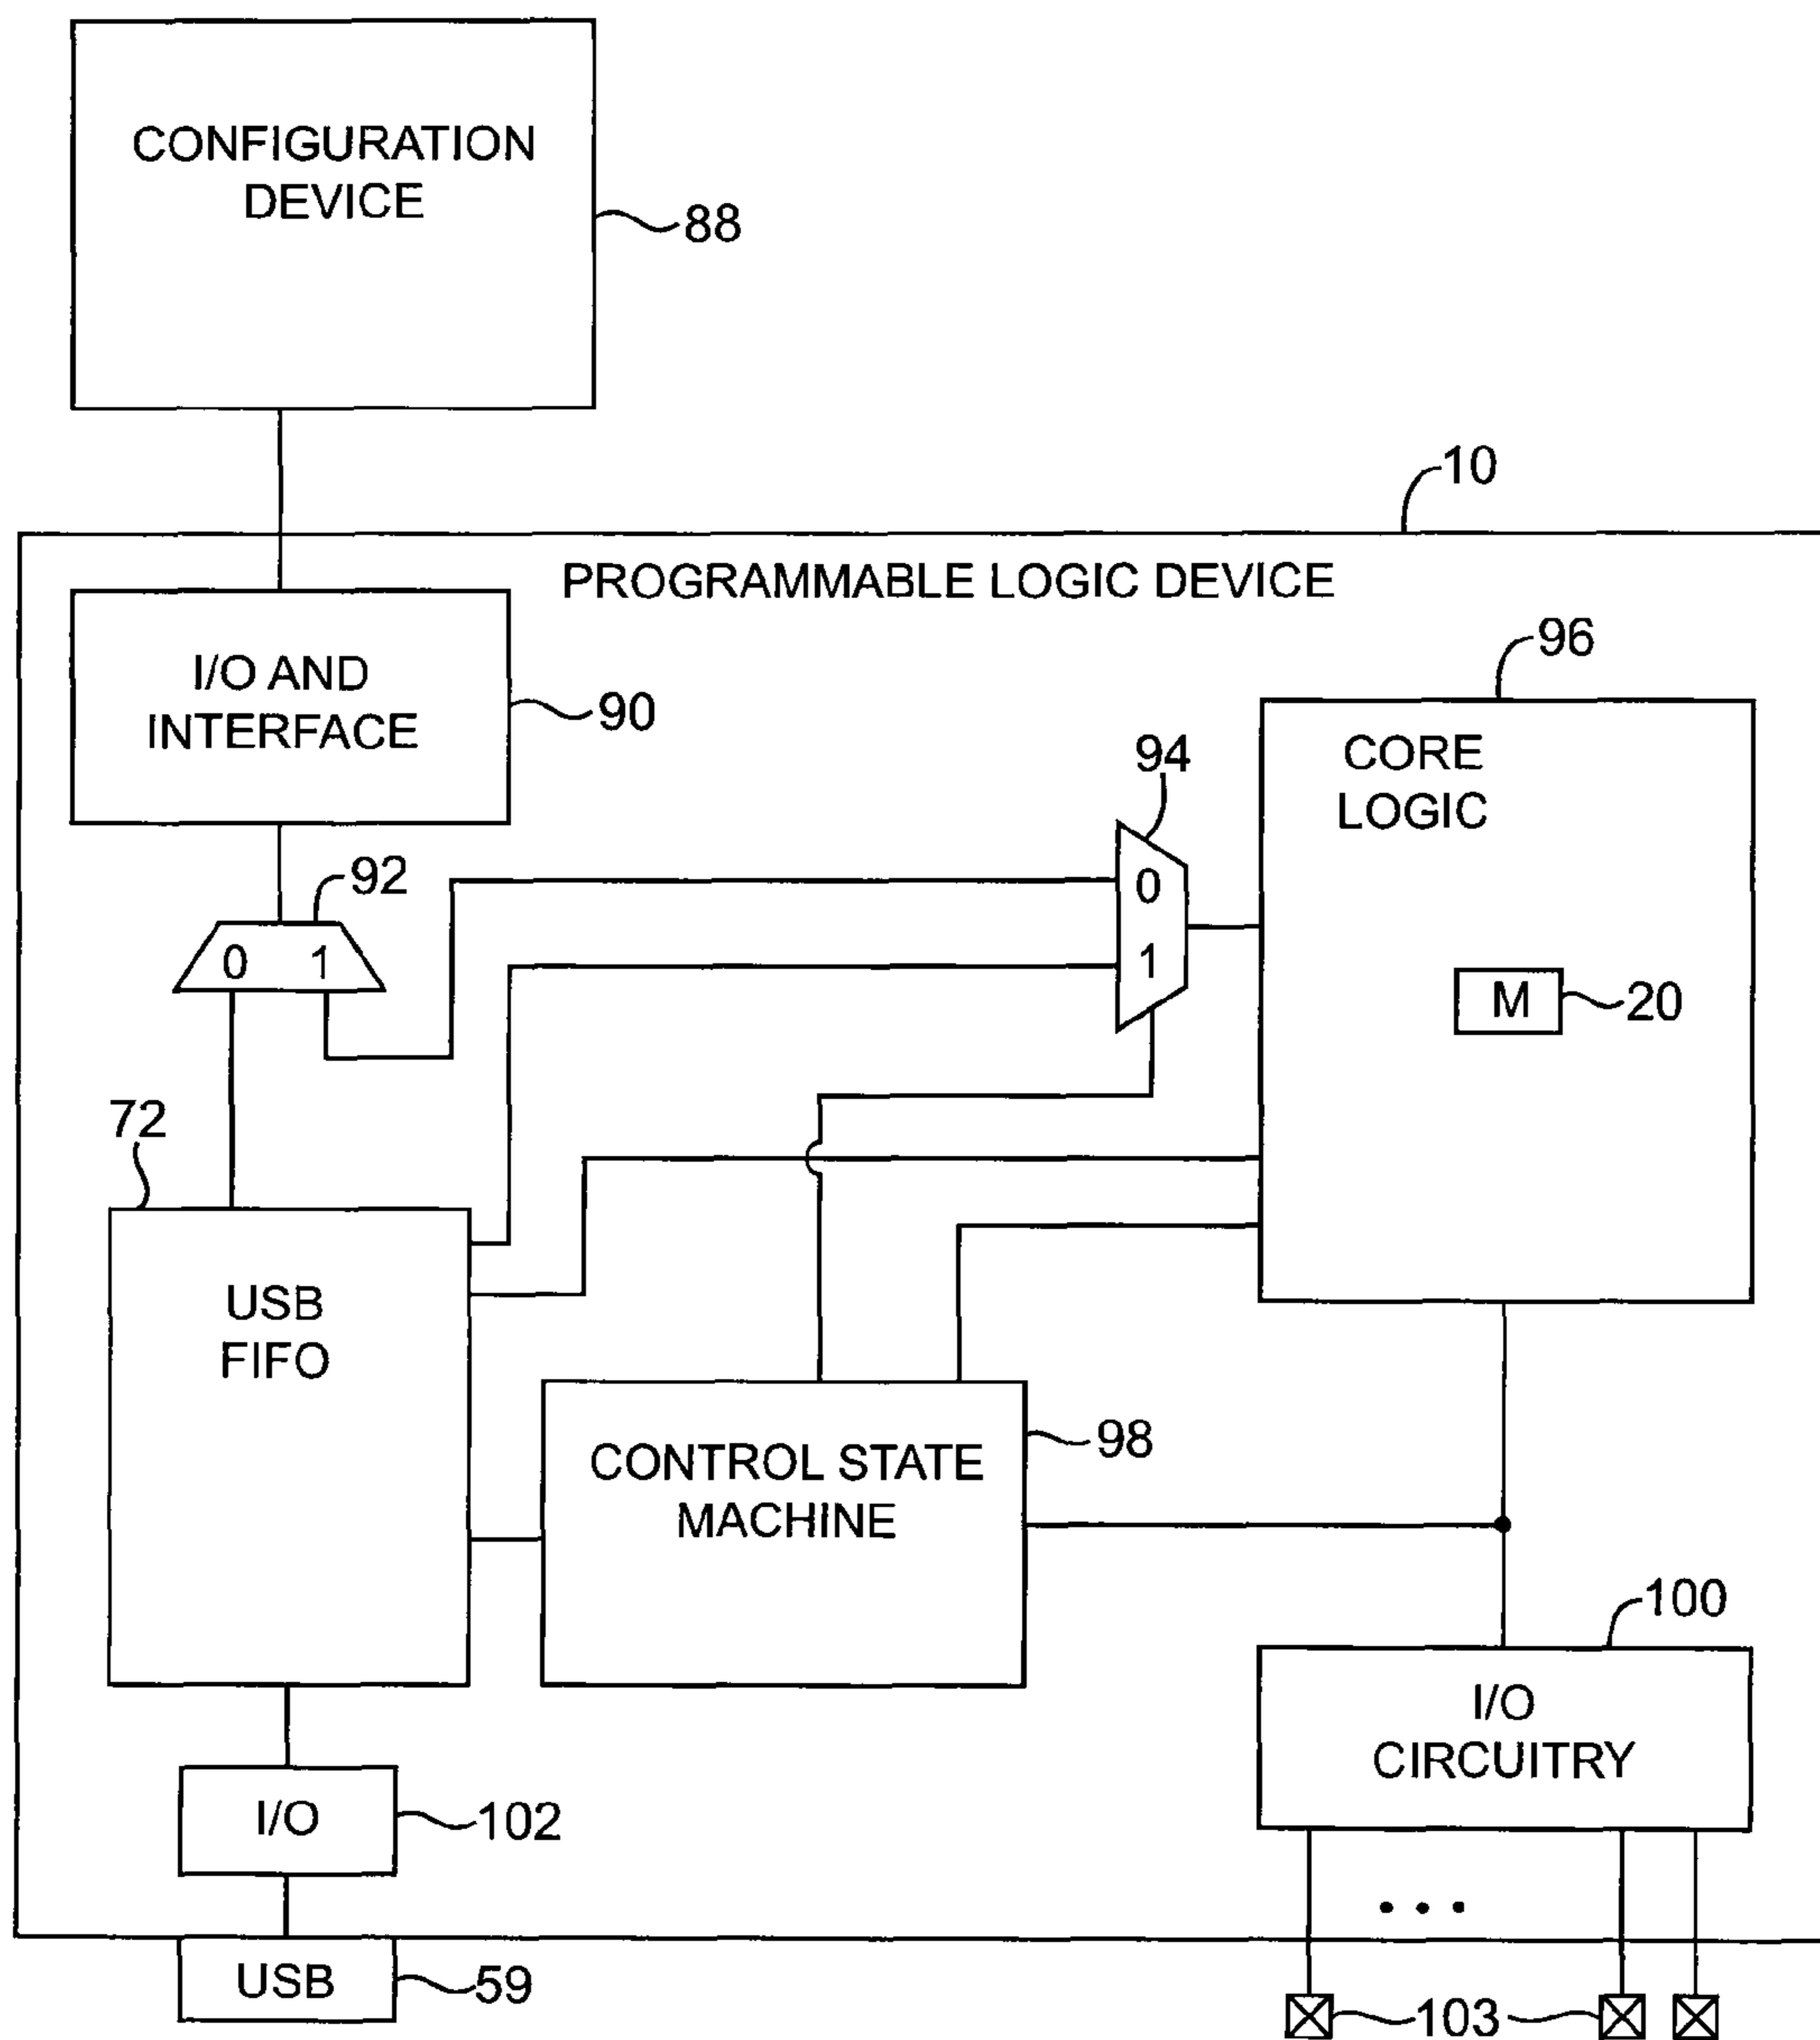 CONFIGURATION
DEVICE
88
10
PROGRAMMABLE LOGIC DEVICE
I/O AND
INTERFACE
90
96
CORE
LOGIC
94
0
1
92
0 1
M
20
72
USB
FIFO
CONTROL STATE
MACHINE
98
100
I/O
CIRCUITRY
I/O
102
USB
59
103